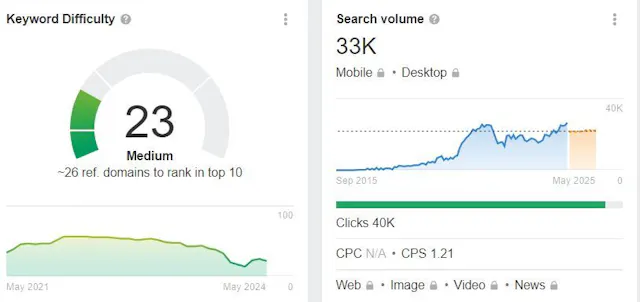 Keyword Difficulty ?
23
Medium
~26 ref. domains to rank in top 10
100
May 2021 May 2024 0
Search volume ?
33K
Mobile • Desktop
40K
Sep 2015 May 2025 0
Clicks 40K
CPC N/A • CPS 1.21
Web • Image • Video • News